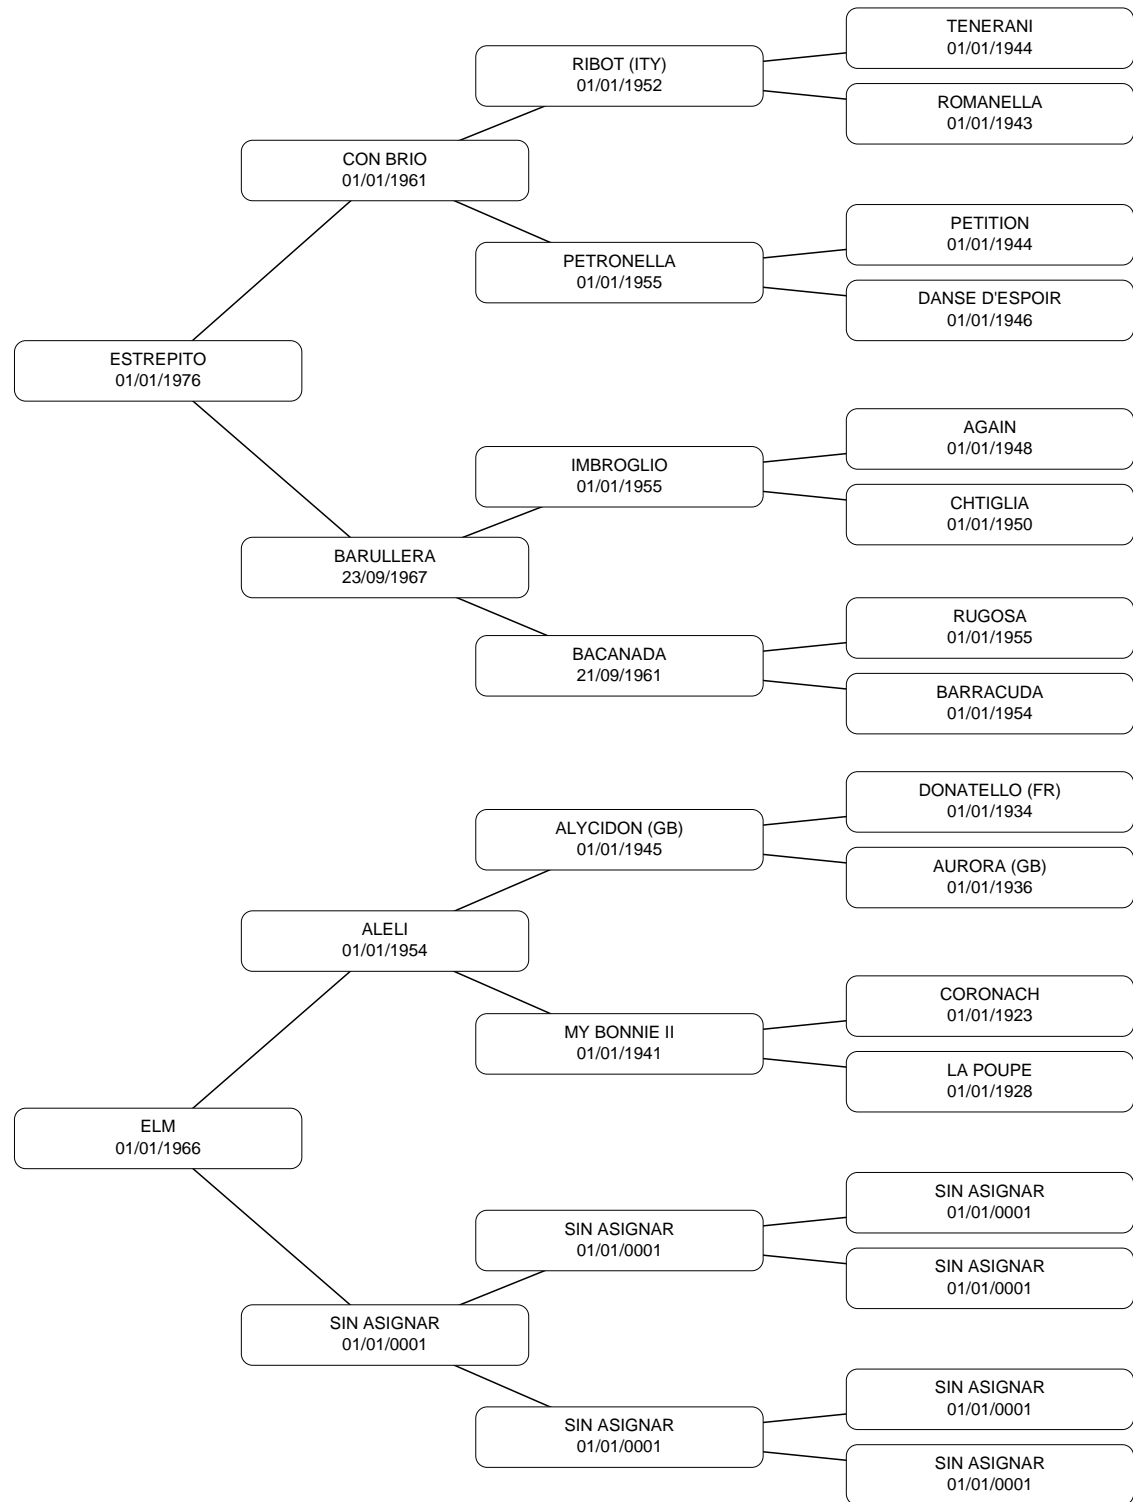 TENERANI
01/01/1944
RIBOT (ITY)
01/01/1952
ROMANELLA
01/01/1943
CON BRIO
01/01/1961
PETITION
01/01/1944
PETRONELLA
01/01/1955
DANSE D'ESPOIR
01/01/1946
ESTREPITO
01/01/1976
AGAIN
01/01/1948
IMBROGLIO
01/01/1955
CHTIGLIA
01/01/1950
BARULLERA
23/09/1967
RUGOSA
01/01/1955
BACANADA
21/09/1961
BARRACUDA
01/01/1954
DONATELLO (FR)
01/01/1934
ALYCIDON (GB)
01/01/1945
AURORA (GB)
01/01/1936
ALELI
01/01/1954
CORONACH
01/01/1923
MY BONNIE II
01/01/1941
LA POUPE
01/01/1928
ELM
01/01/1966
SIN ASIGNAR
01/01/0001
SIN ASIGNAR
01/01/0001
SIN ASIGNAR
01/01/0001
SIN ASIGNAR
01/01/0001
SIN ASIGNAR
01/01/0001
SIN ASIGNAR
01/01/0001
SIN ASIGNAR
01/01/0001